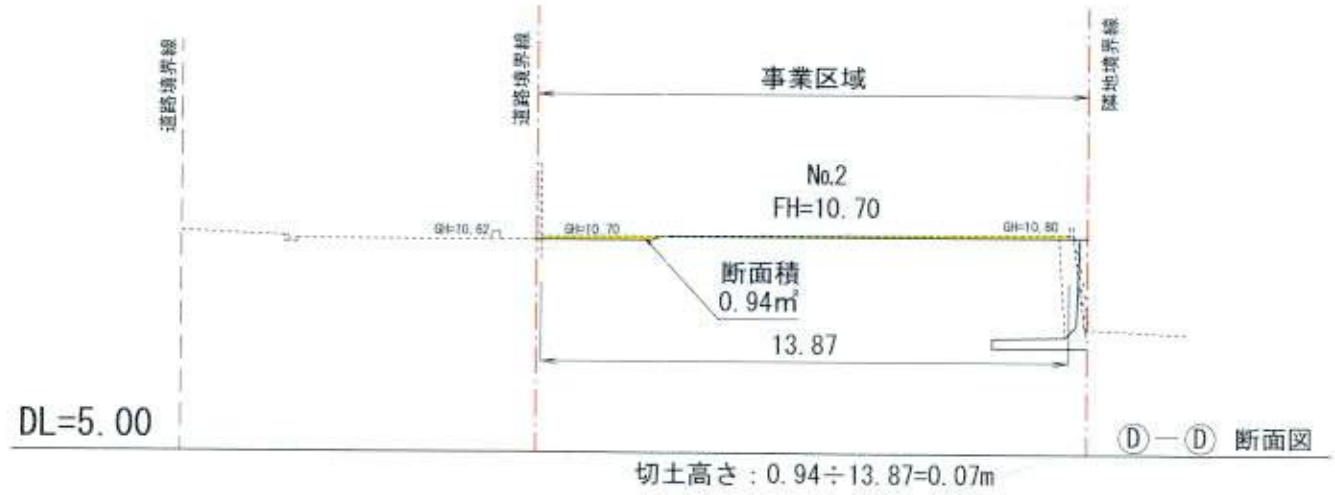 道路境界線
道路境界線
隣地境界線
事業区域
No.2
FH=10.70
GH=10.62
GH=10.70
GH=10.80
断面積
0.94㎡
13.87
DL=5.00
Ⓓ―Ⓓ 断面図
切土高さ：0.94÷13.87=0.07m